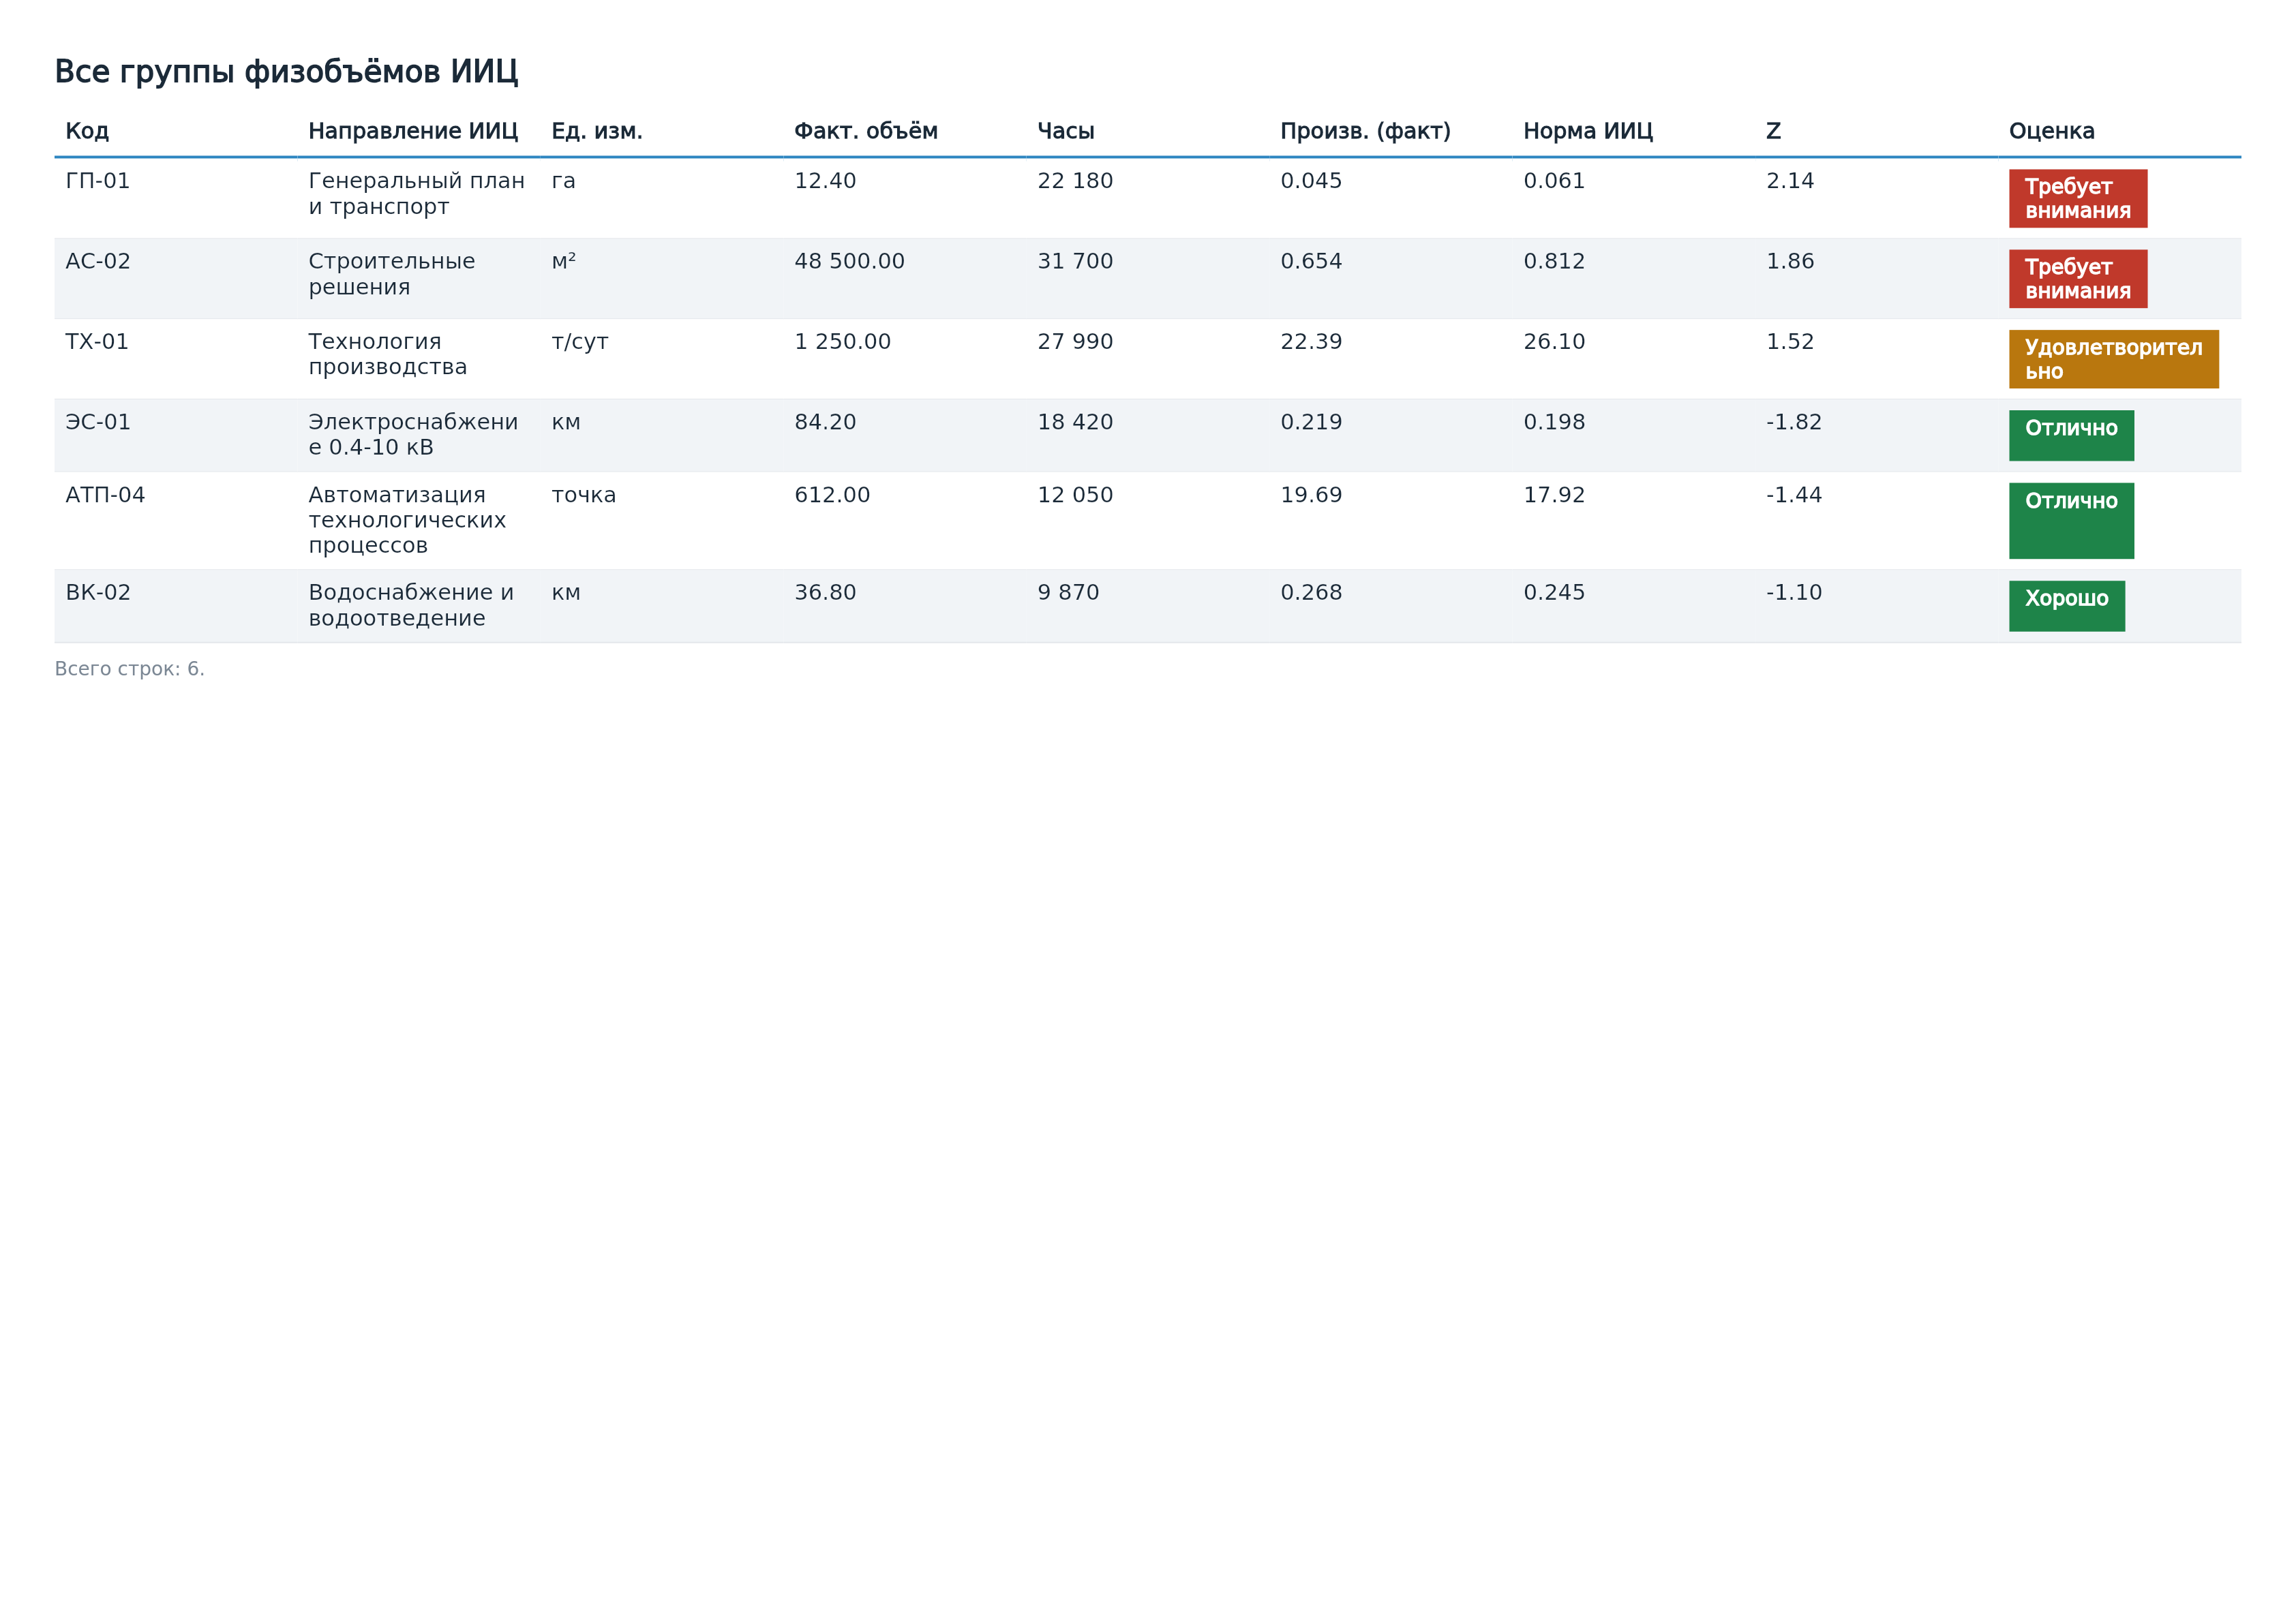 Все группы физобъёмов ИИЦ
Код Направление ИИЦ Ед. изм. Факт. объём Часы Произв. (факт) Норма ИИЦ Z Оценка
ГП-01 Генеральный план га 12.40 22 180 0.045 0.061 2.14 Требует
и транспорт внимания
АС-02 Строительные м² 48 500.00 31 700 0.654 0.812 1.86 Требует
решения внимания
ТХ-01 Технология т/сут 1 250.00 27 990 22.39 26.10 1.52 Удовлетворител
производства ьно
ЭС-01 Электроснабжени км 84.20 18 420 0.219 0.198 -1.82 Отлично
е 0.4-10 кВ
АТП-04 Автоматизация точка 612.00 12 050 19.69 17.92 -1.44 Отлично
технологических
процессов
ВК-02 Водоснабжение и км 36.80 9 870 0.268 0.245 -1.10 Хорошо
водоотведение
Всего строк: 6.